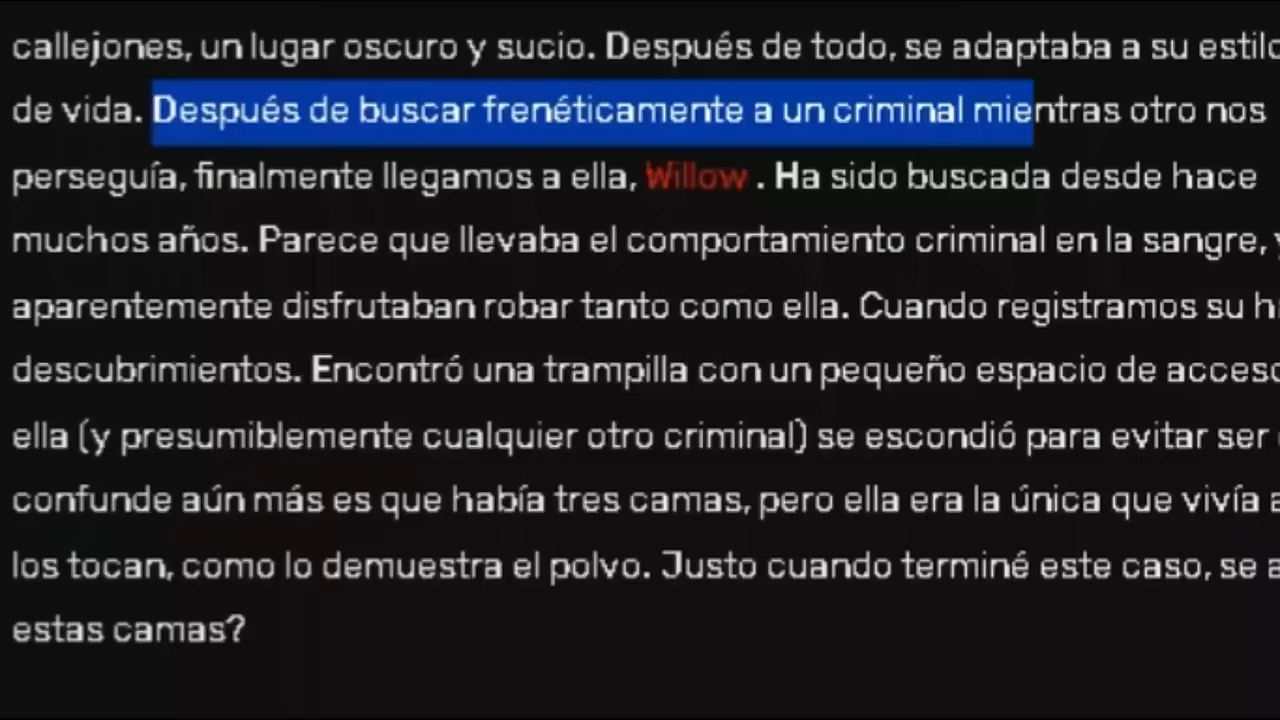 callejones, un lugar oscuro y sucio. Después de todo, se adaptaba a su estilo
de vida. Después de buscar frenéticamente a un criminal mientras otro nos
perseguía, finalmente llegamos a ella, Willow . Ha sido buscada desde hace
muchos años. Parece que llevaba el comportamiento criminal en la sangre,
aparentemente disfrutaban robar tanto como ella. Cuando registramos su
descubrimientos. Encontró una trampilla con un pequeño espacio de acceso
ella (y presumiblemente cualquier otro criminal) se escondió para evitar ser
confunde aún más es que había tres camas, pero ella era la única que vivía
los tocan, como lo demuestra el polvo. Justo cuando terminé este caso, se
estas camas?